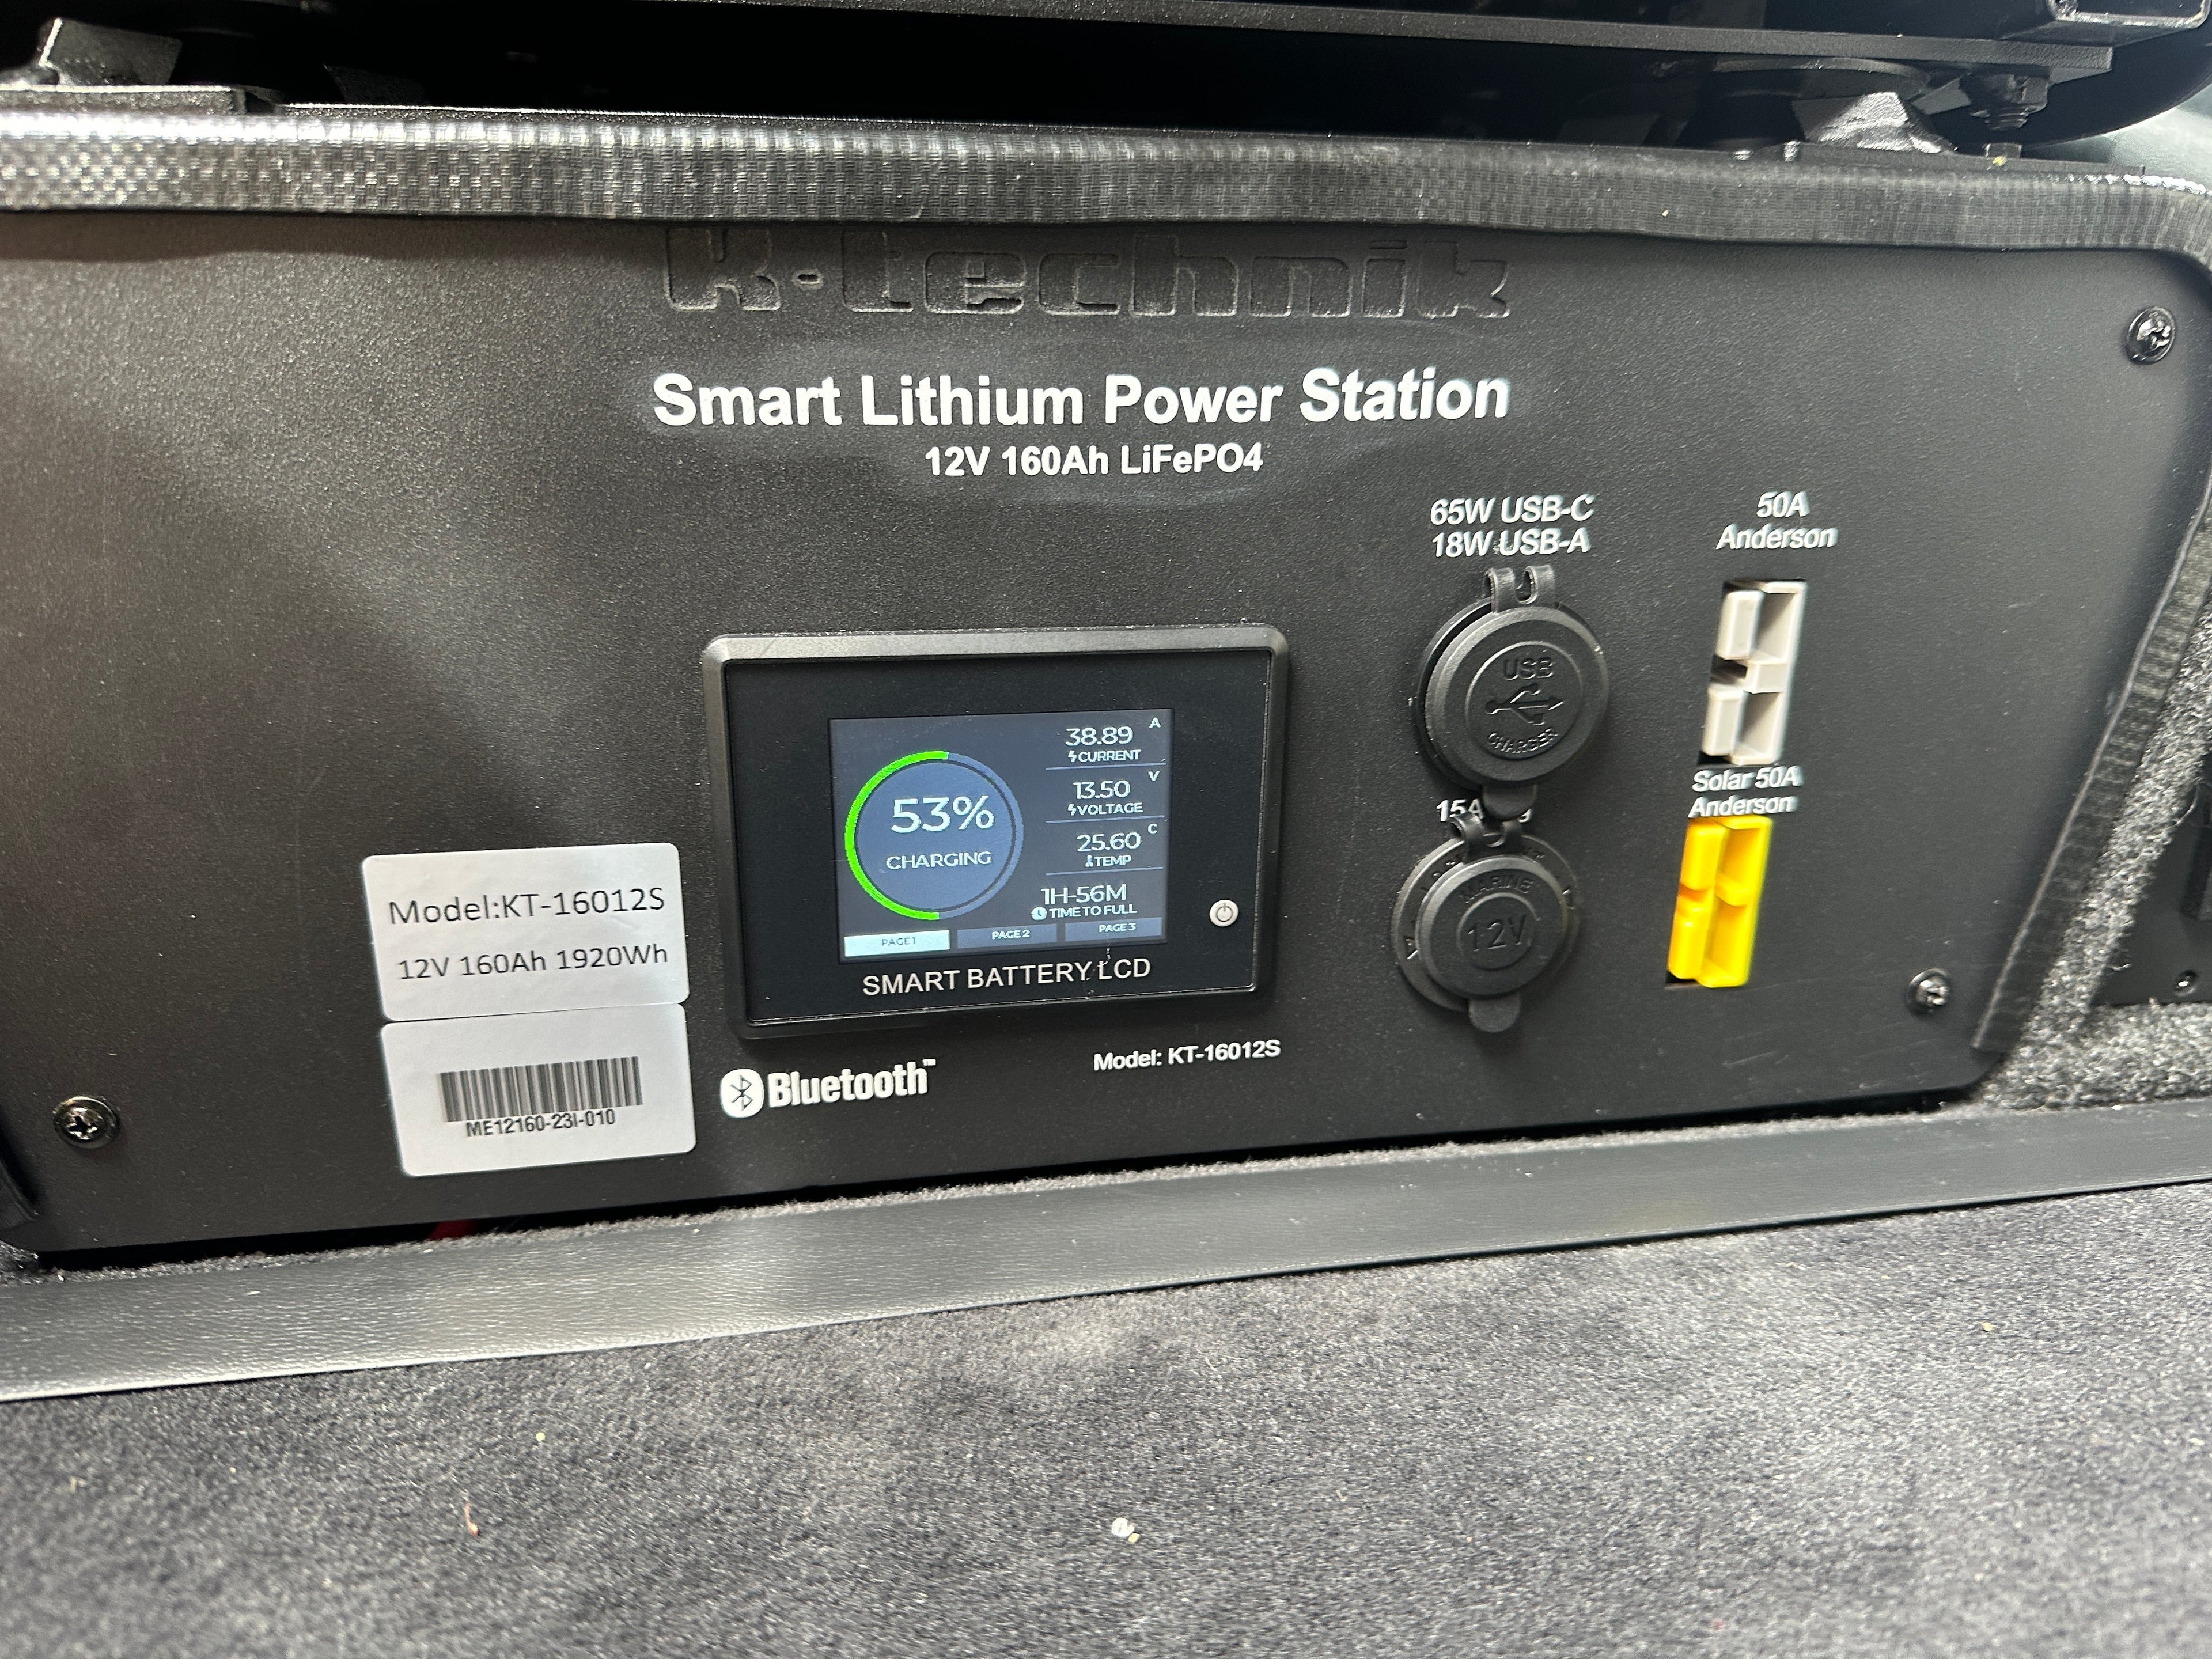 K·technik
Smart Lithium Power Station
12V 160Ah LiFePO4
65W USB-C
18W USB-A
50A
Anderson
USB
CHARGER
Solar 50A
Anderson
15A
MARINE
12V
38.89 A
CURRENT
13.50 V
VOLTAGE
25.60 C
TEMP
1H-56M
TIME TO FULL
53%
CHARGING
PAGE 1 PAGE 2 PAGE 3
SMART BATTERY LCD
Model:KT-16012S
12V 160Ah 1920Wh
ME12160-23I-010
Bluetooth™
Model: KT-16012S